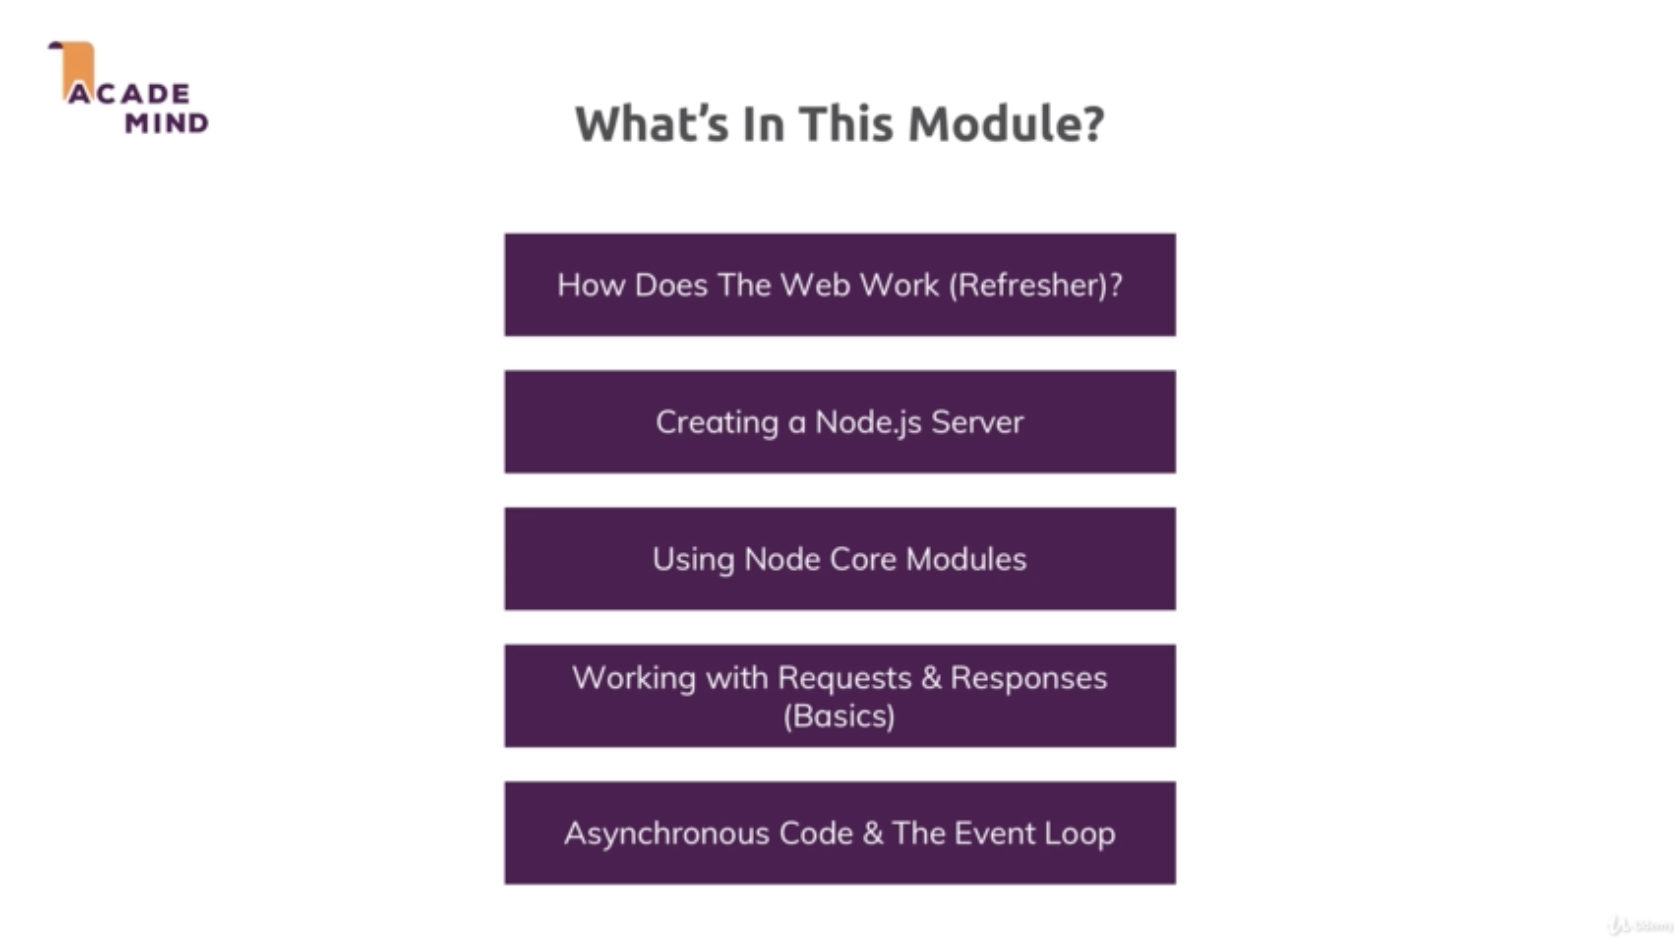 ACADE
MIND
What's In This Module?
How Does The Web Work (Refresher)?
Creating a Node.js Server
Using Node Core Modules
Working with Requests & Responses
(Basics)
Asynchronous Code & The Event Loop
Udemy